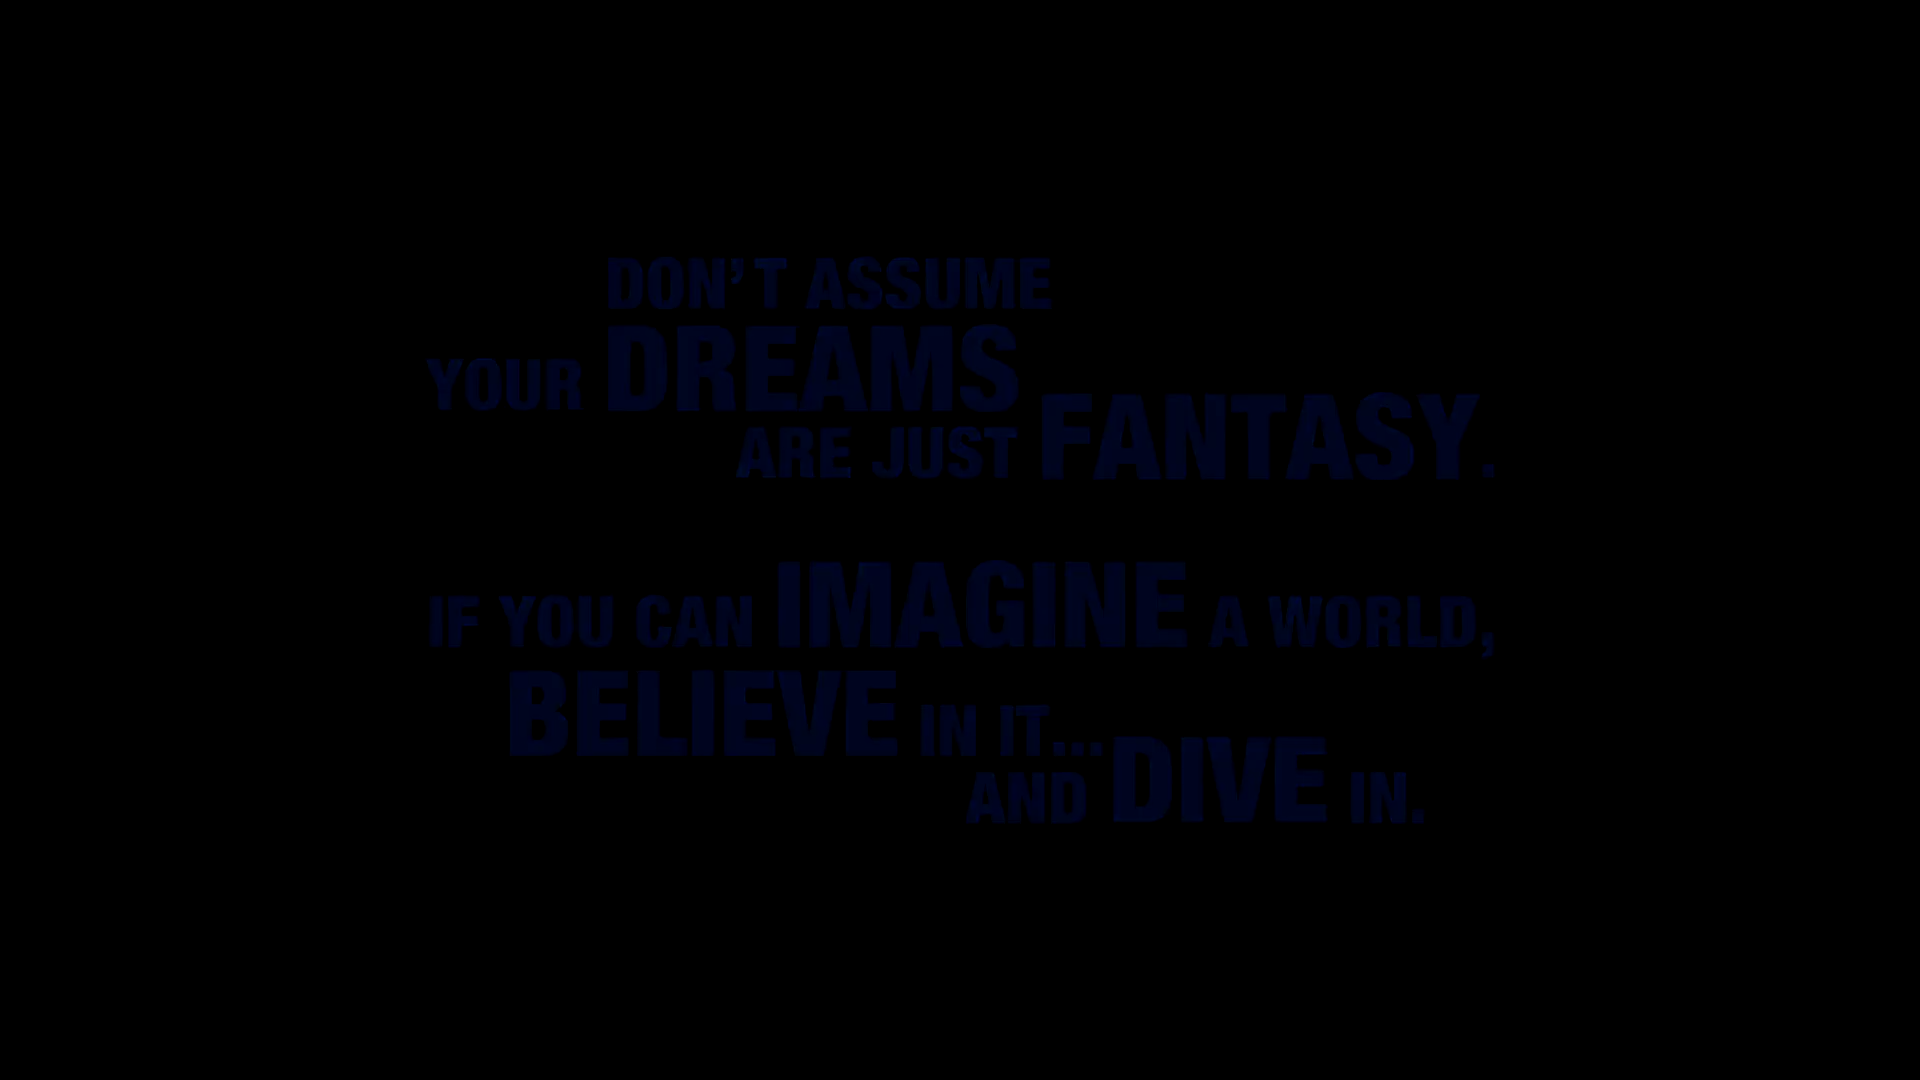 DON'T ASSUME
YOUR DREAMS
ARE JUST FANTASY.
IF YOU CAN IMAGINE A WORLD,
BELIEVE IN IT...
AND DIVE IN.